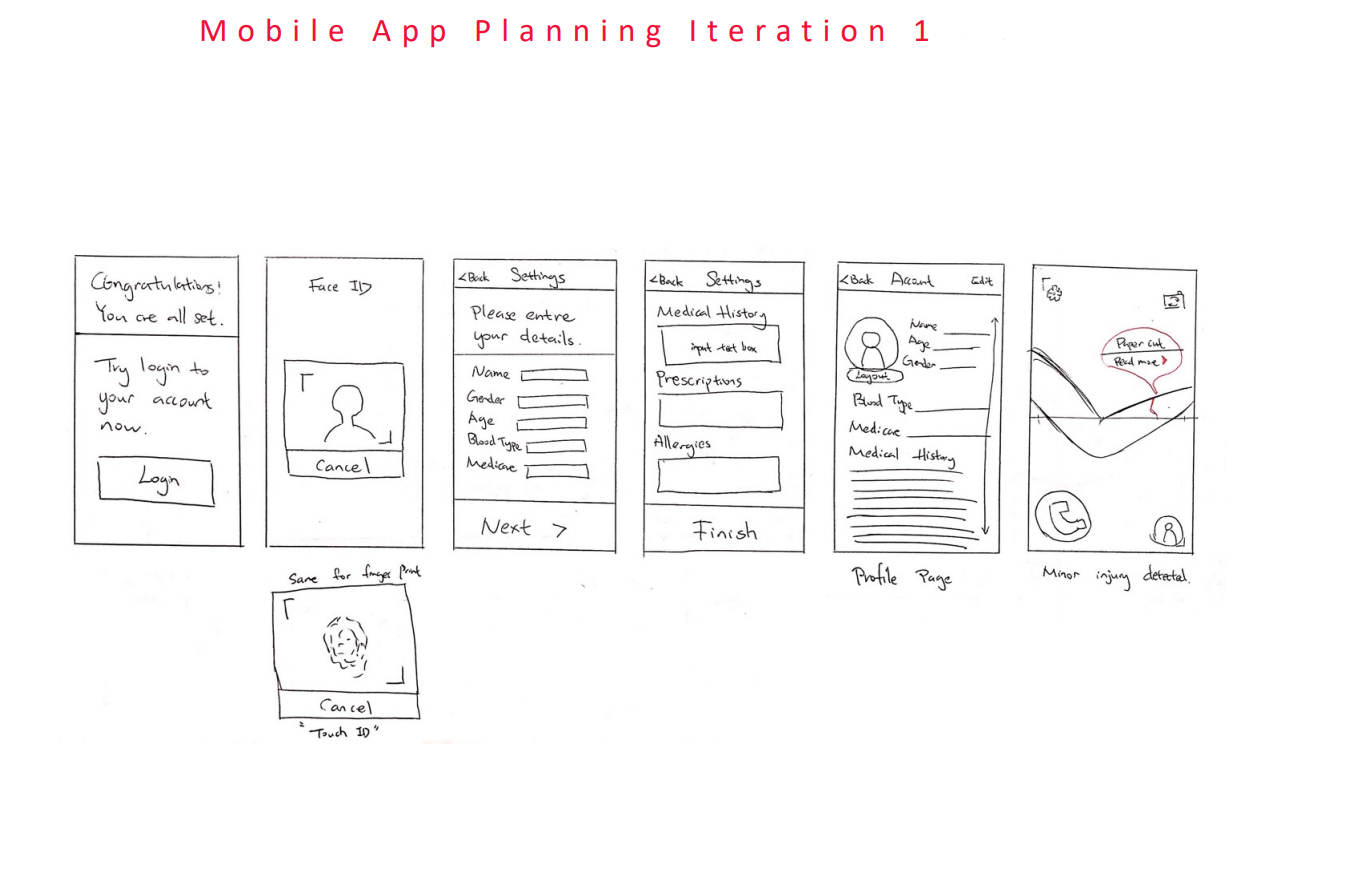 Mobile App Planning Iteration 1
Congratulations!
You are all set.
Try login to
your account
now.
Login
Face ID
Cancel
Same for finger print
Cancel
"Touch ID"
<Back Settings
Please entre
your details.
Name
Gender
Age
Blood Type
Medicare
Next >
<Back Settings
Medical History
input text box
Prescriptions
Allergies
Finish
<Back Account Edit
Name
Age
Gender
Logout
Blood Type
Medicare
Medical History
Profile Page
Paper cut
Read more >
Minor injury detected.